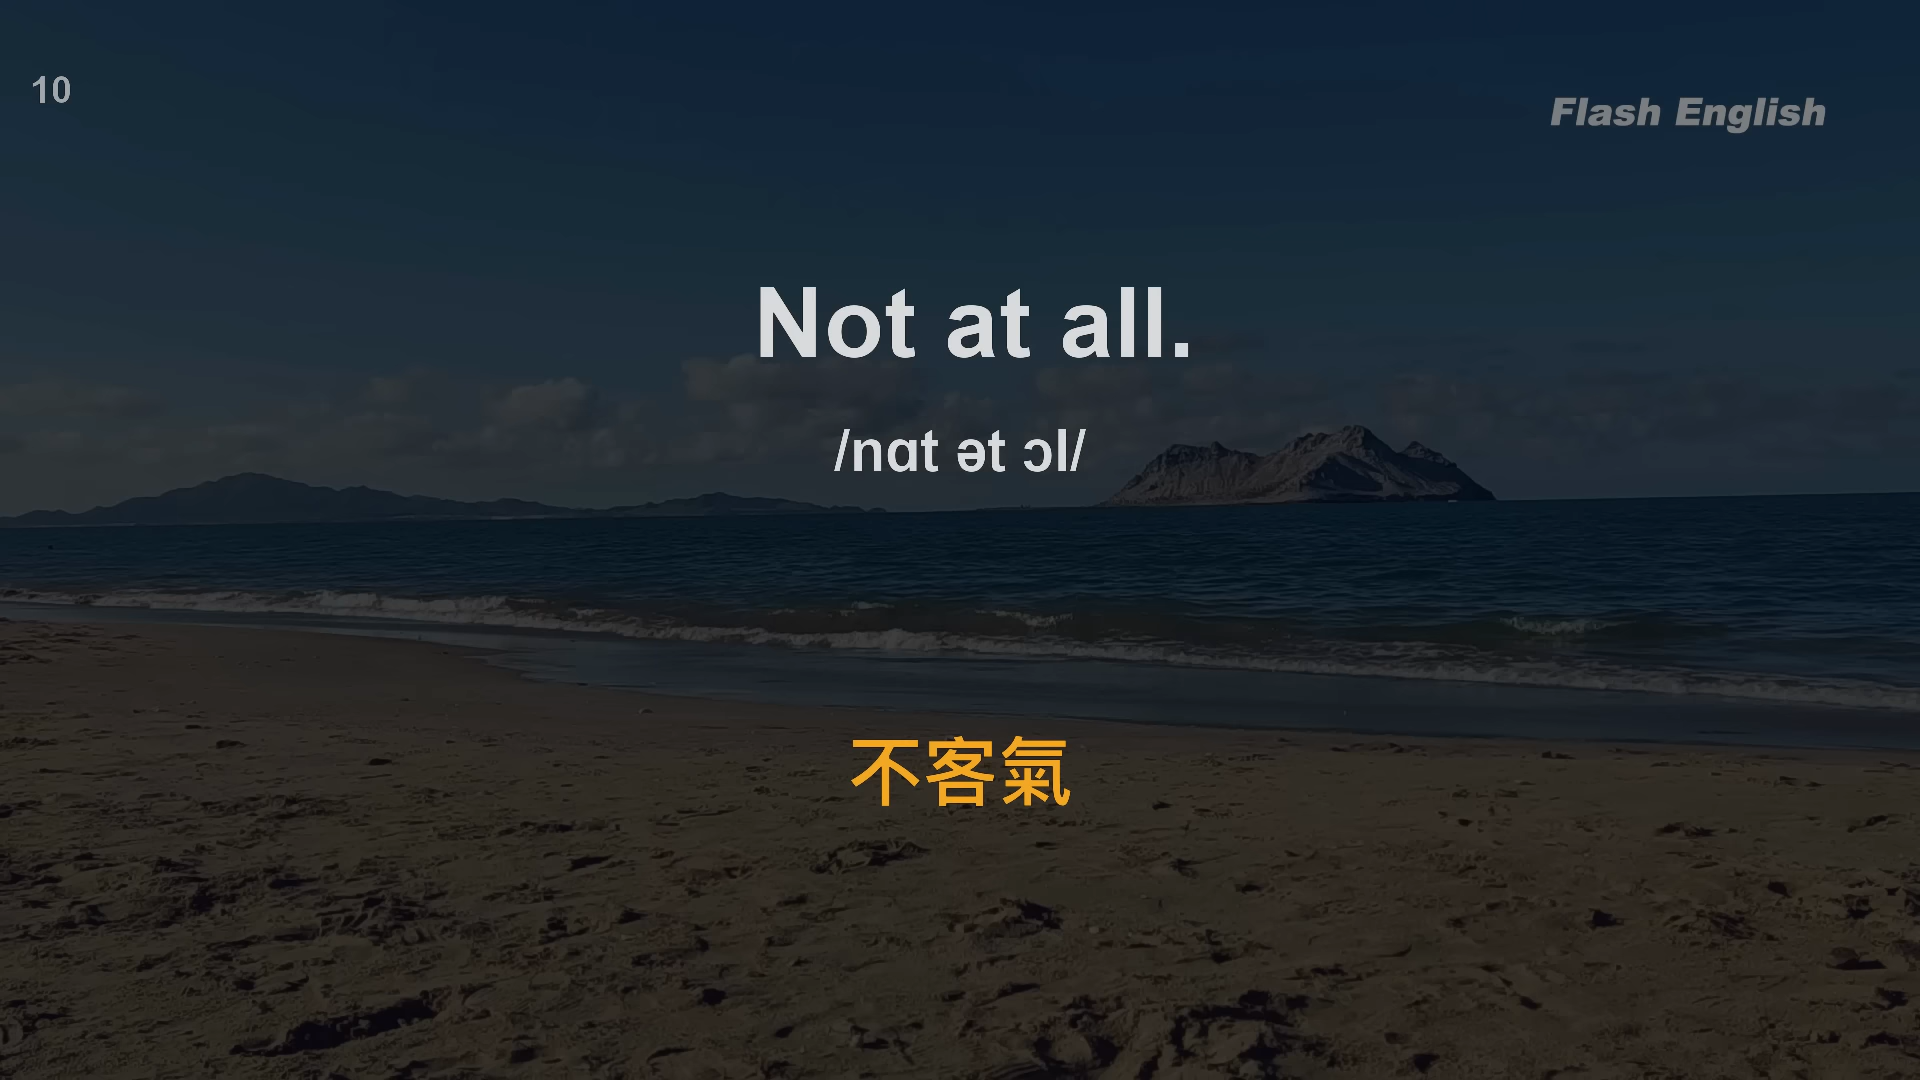 10
Flash English
Not at all.
/nɑt ət ɔl/
不客氣